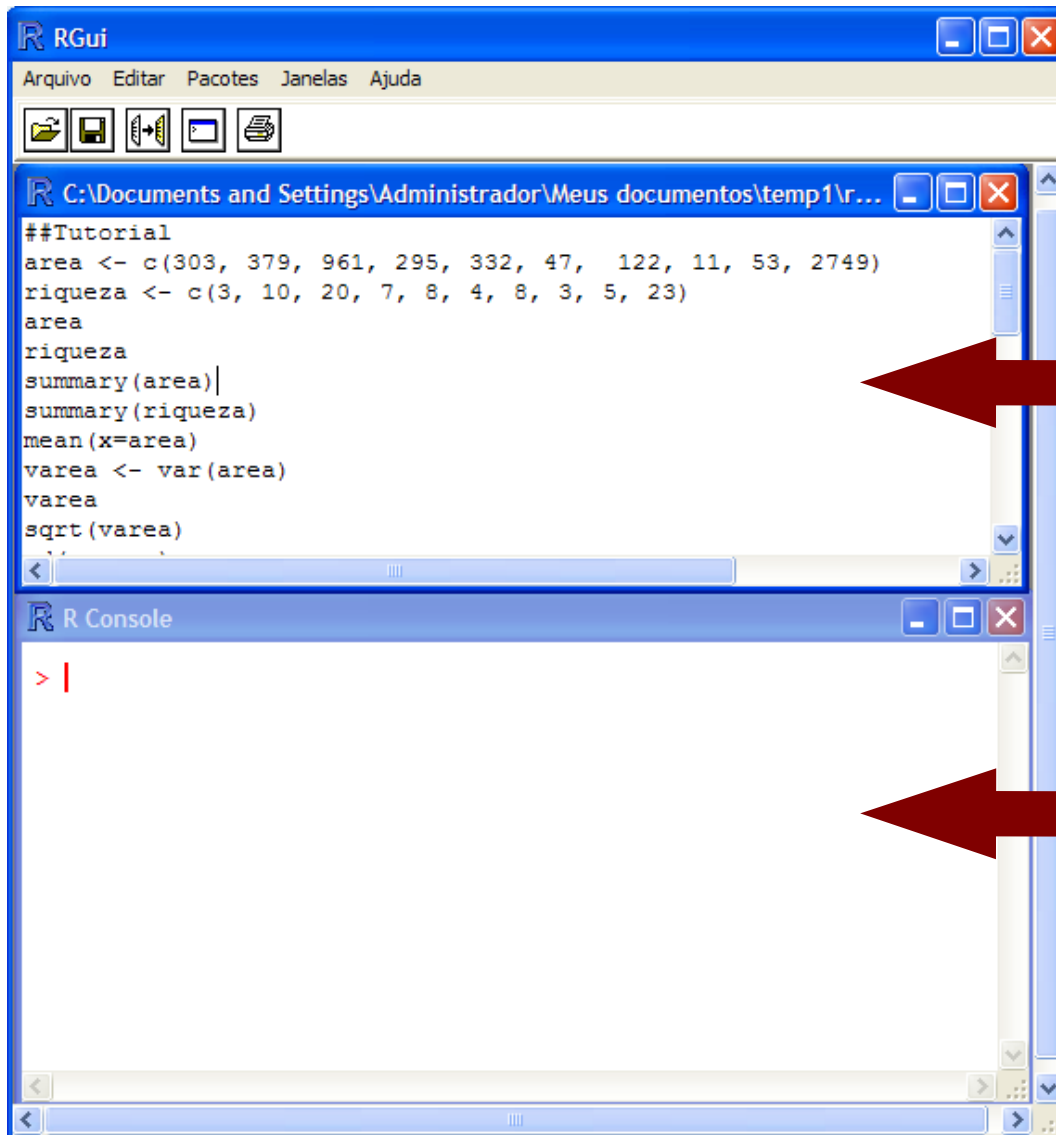 RGui
Arquivo Editar Pacotes Janelas Ajuda
C:\Documents and Settings\Administrador\Meus documentos\temp1\r...
##Tutorial
area <- c(303, 379, 961, 295, 332, 47,  122, 11, 53, 2749)
riqueza <- c(3, 10, 20, 7, 8, 4, 8, 3, 5, 23)
area
riqueza
summary(area)
summary(riqueza)
mean(x=area)
varea <- var(area)
varea
sqrt(varea)
R Console
>